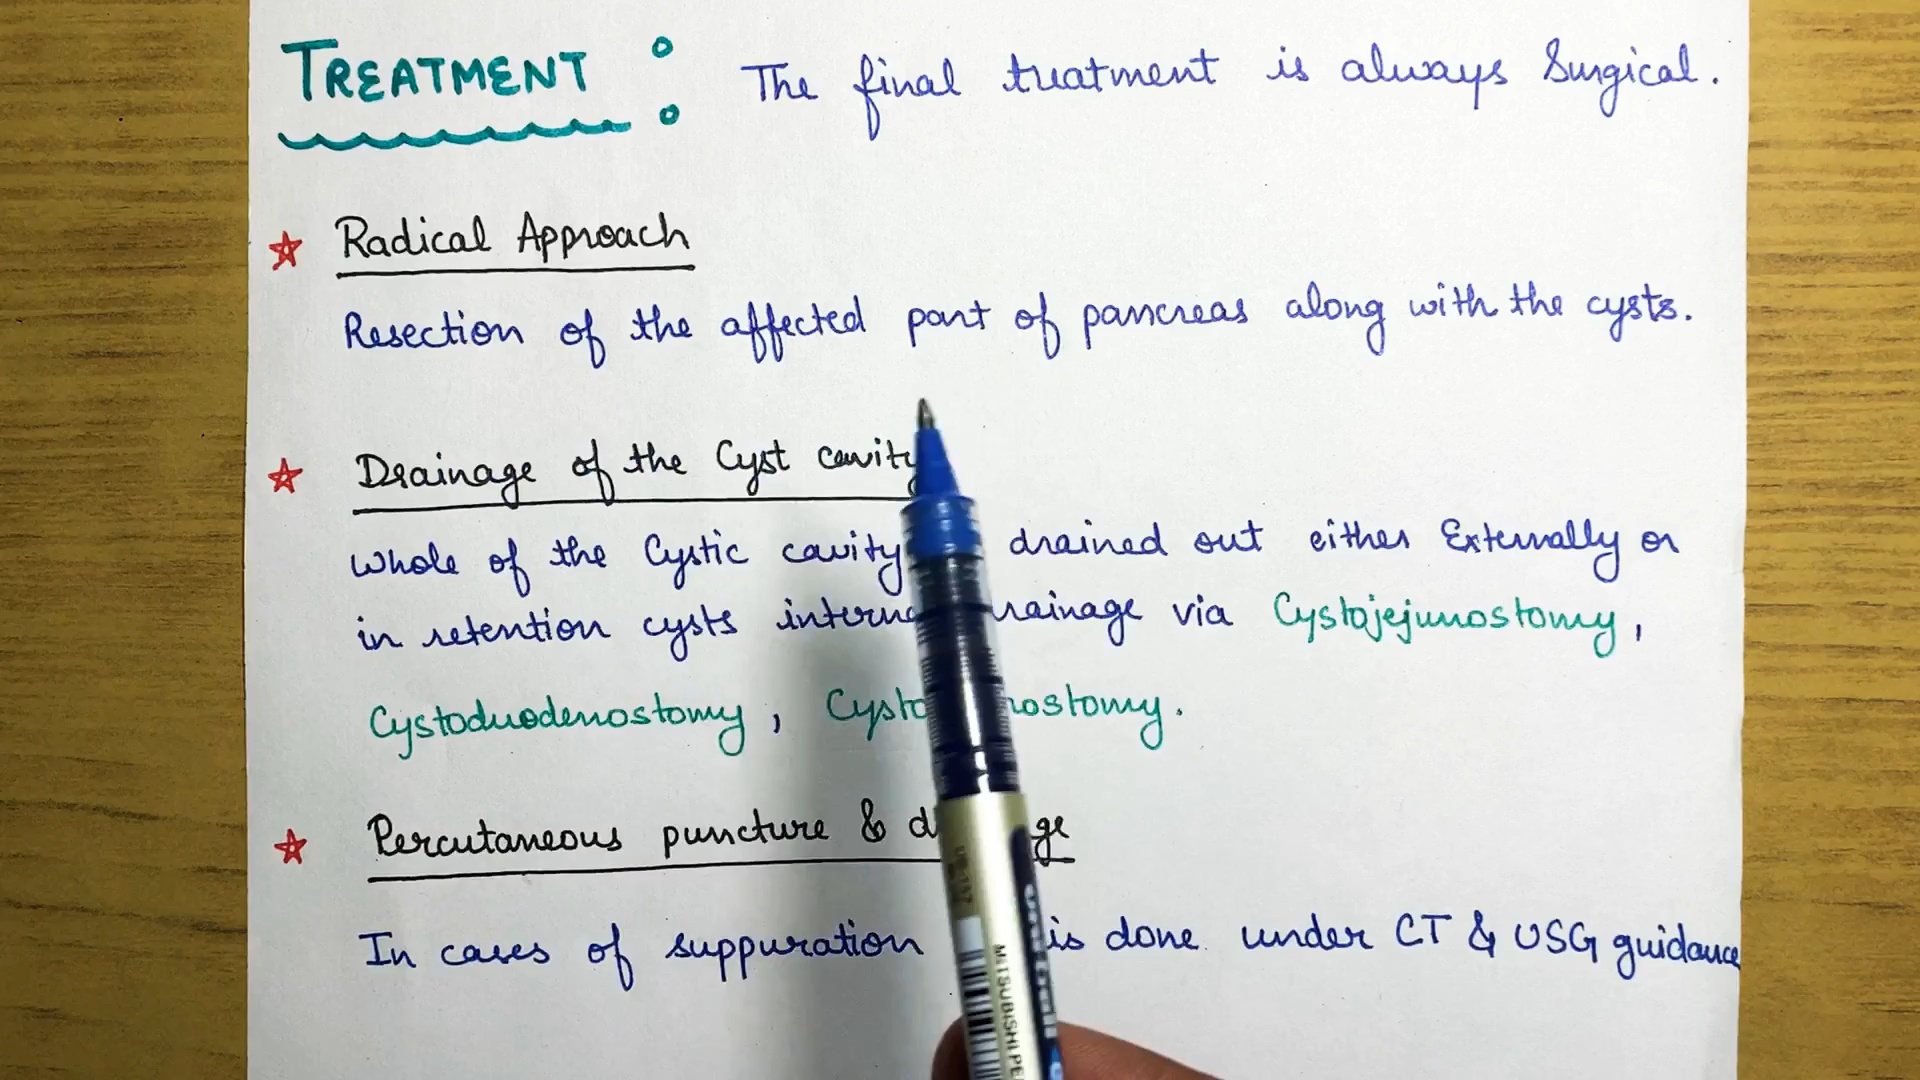 TREATMENT : The final treatment is always Surgical.
Radical Approach
Resection of the affected part of pancreas along with the cysts.
Drainage of the Cyst cavity
Whole of the Cystic cavity drained out either Externally or
in retention cysts drainage via Cystojejunostomy,
Cystoduodenostomy,
Percutaneous puncture &
In cases of suppuration is done under CT & USG guidance
MITSUBISHI PE